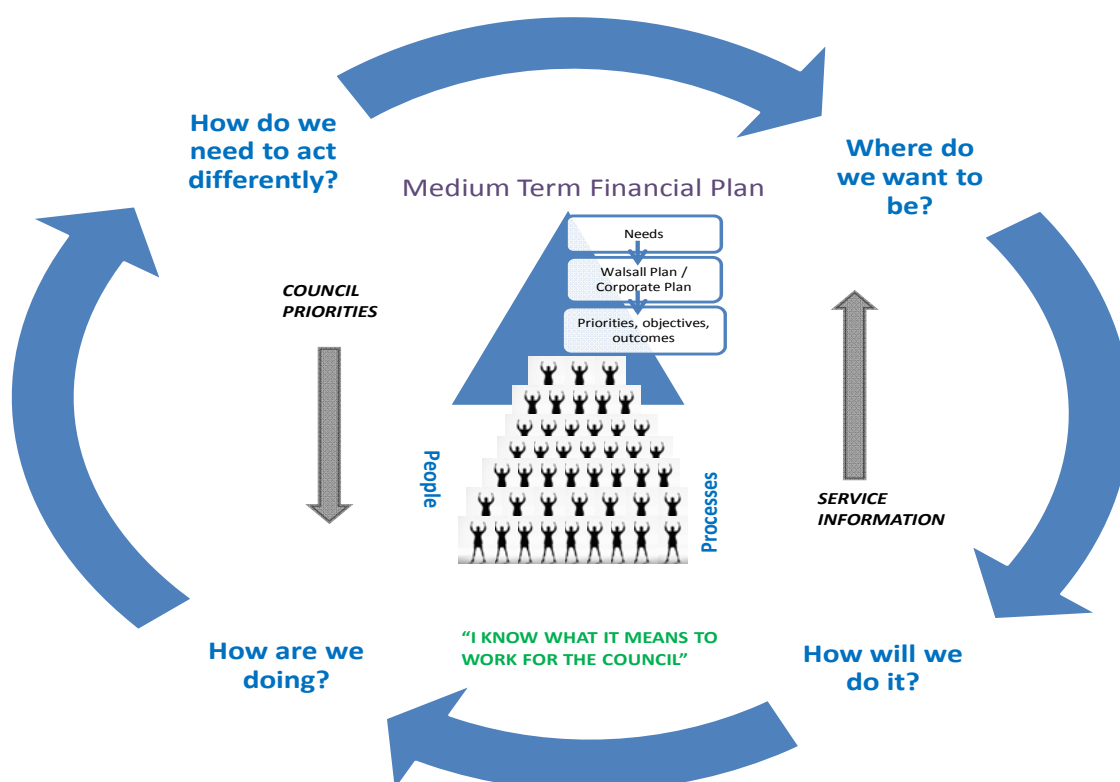 How do we
need to act
differently?
Where do
we want to
be?
Medium Term Financial Plan
Needs
Walsall Plan /
Corporate Plan
Priorities, objectives,
outcomes
COUNCIL
PRIORITIES
People
Processes
SERVICE
INFORMATION
"I KNOW WHAT IT MEANS TO
WORK FOR THE COUNCIL"
How are we
doing?
How will we
do it?